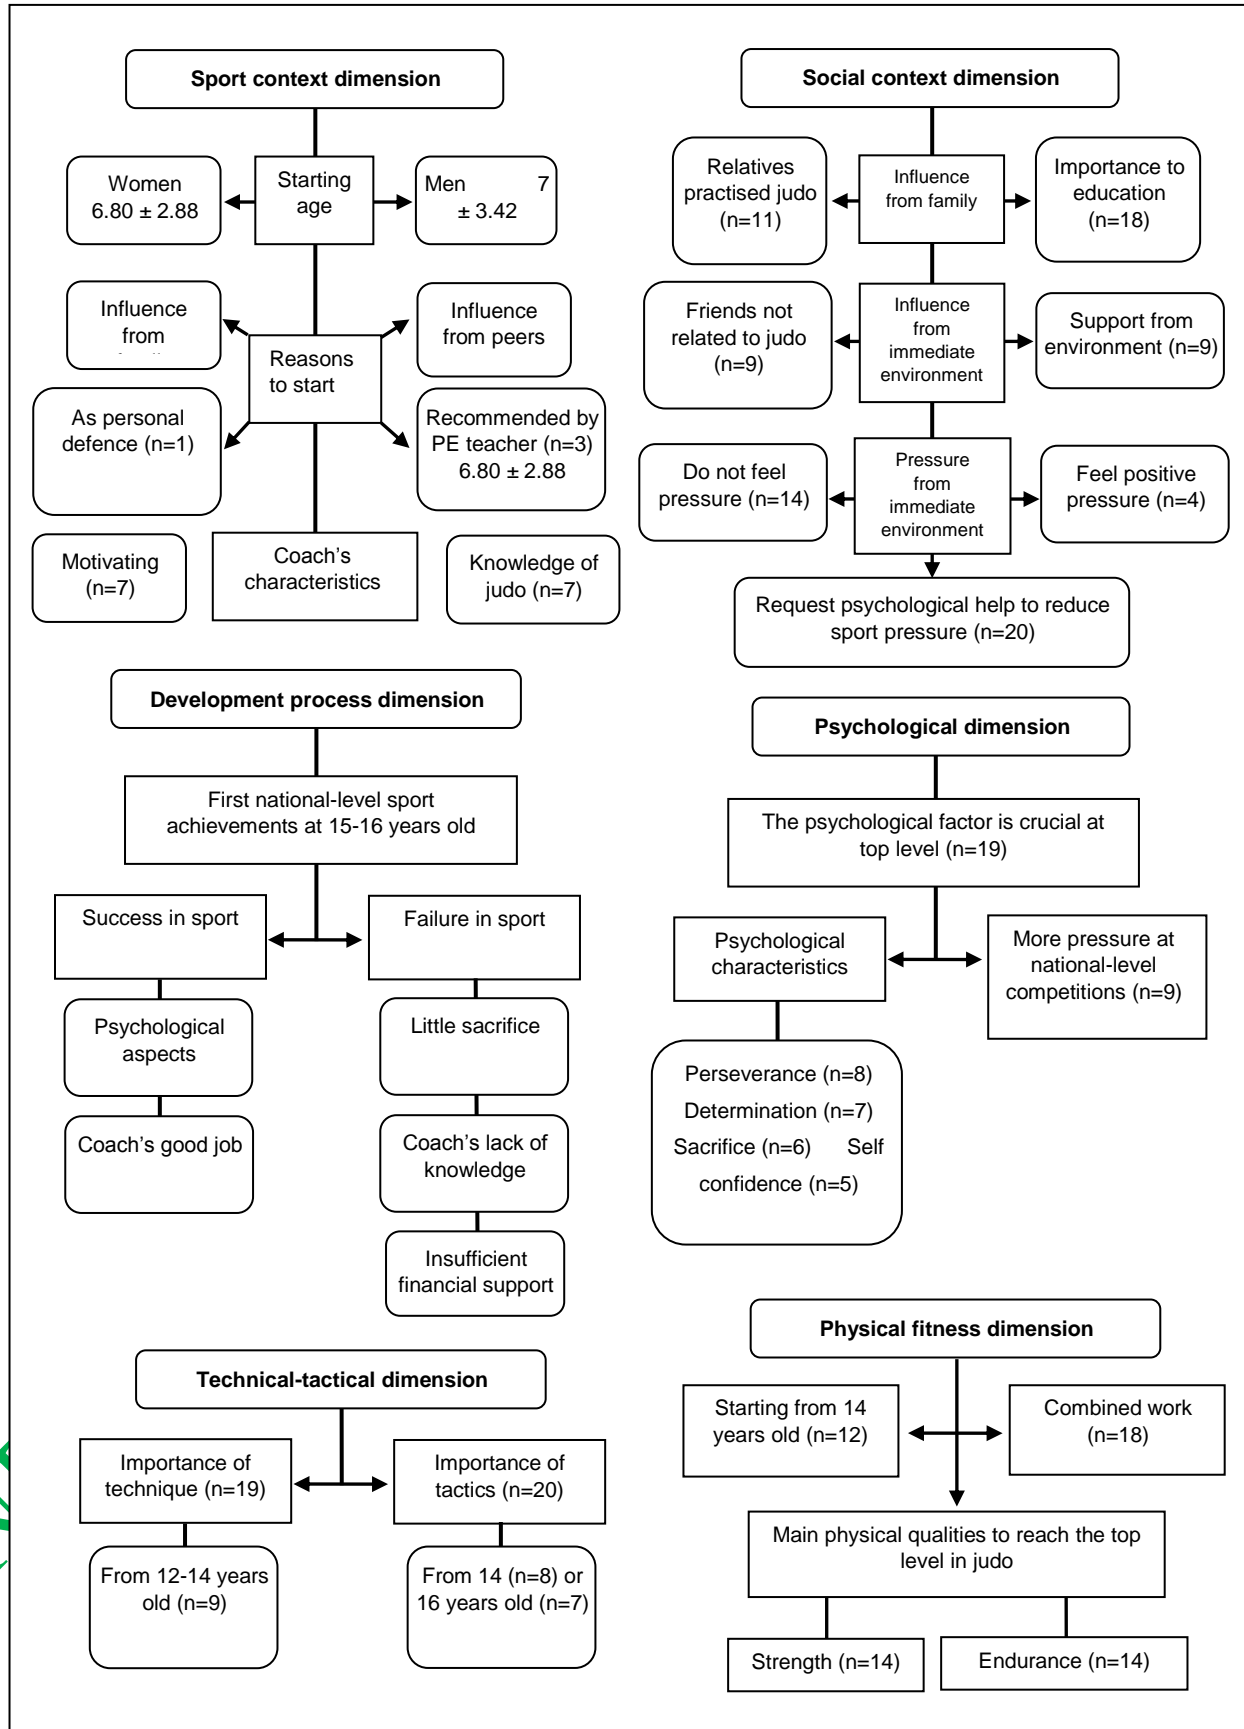 Sport context dimension
Women
6.80 ± 2.88
Starting
age
Men 7
± 3.42
Influence
from
Influence
from peers
Reasons
to start
As personal
defence (n=1)
Recommended by
PE teacher (n=3)
6.80 ± 2.88
Motivating
(n=7)
Coach’s
characteristics
Knowledge of
judo (n=7)
Social context dimension
Relatives
practised judo
(n=11)
Influence
from family
Importance to
education
(n=18)
Friends not
related to judo
(n=9)
Influence
from
immediate
environment
Support from
environment (n=9)
Do not feel
pressure (n=14)
Pressure
from
immediate
environment
Feel positive
pressure (n=4)
Request psychological help to reduce
sport pressure (n=20)
Development process dimension
First national-level sport
achievements at 15-16 years old
Success in sport
Failure in sport
Psychological
aspects
Little sacrifice
Coach’s good job
Coach’s lack of
knowledge
Insufficient
financial support
Psychological dimension
The psychological factor is crucial at
top level (n=19)
Psychological
characteristics
More pressure at
national-level
competitions (n=9)
Perseverance (n=8)
Determination (n=7)
Sacrifice (n=6) Self
confidence (n=5)
Technical-tactical dimension
Importance of
technique (n=19)
Importance of
tactics (n=20)
From 12-14 years
old (n=9)
From 14 (n=8) or
16 years old (n=7)
Physical fitness dimension
Starting from 14
years old (n=12)
Combined work
(n=18)
Main physical qualities to reach the top
level in judo
Strength (n=14)
Endurance (n=14)